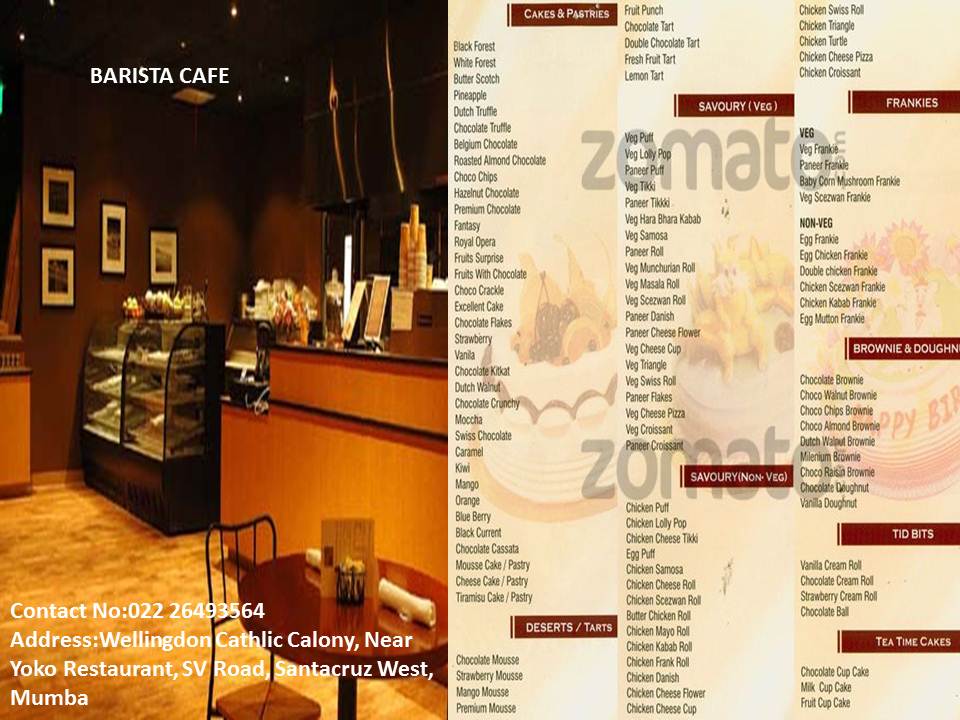 BARISTA CAFE
Contact No:022 26493564
Address:Wellingdon Cathlic Calony, Near
Yoko Restaurant, SV Road, Santacruz West,
Mumba
CAKES & PASTRIES
Black Forest
White Forest
Butter Scotch
Pineapple
Dutch Truffle
Chocolate Truffle
Belgium Chocolate
Roasted Almond Chocolate
Choco Chips
Hazelnut Chocolate
Premium Chocolate
Fantasy
Royal Opera
Fruits Surprise
Fruits With Chocolate
Choco Crackle
Excellent Cake
Chocolate Flakes
Strawberry
Vanila
Chocolate Kitkat
Dutch Walnut
Chocolate Crunchy
Moccha
Swiss Chocolate
Caramel
Kiwi
Mango
Orange
Blue Berry
Black Current
Chocolate Cassata
Mousse Cake / Pastry
Cheese Cake / Pastry
Tiramisu Cake / Pastry
DESERTS / TARTS
Chocolate Mousse
Strawberry Mousse
Mango Mousse
Premium Mousse
Fruit Punch
Chocolate Tart
Double Chocolate Tart
Fresh Fruit Tart
Lemon Tart
SAVOURY ( VEG )
Veg Puff
Veg Lolly Pop
Paneer Puff
Veg Tikki
Paneer Tikkki
Veg Hara Bhara Kabab
Veg Samosa
Paneer Roll
Veg Munchurian Roll
Veg Masala Roll
Veg Scezwan Roll
Paneer Danish
Paneer Cheese Flower
Veg Cheese Cup
Veg Triangle
Veg Swiss Roll
Paneer Flakes
Veg Cheese Pizza
Veg Croissant
Paneer Croissant
SAVOURY(NON- VEG)
Chicken Puff
Chicken Lolly Pop
Chicken Cheese Tikki
Egg Puff
Chicken Samosa
Chicken Cheese Roll
Chicken Scezwan Roll
Butter Chicken Roll
Chicken Mayo Roll
Chicken Kabab Roll
Chicken Frank Roll
Chicken Danish
Chicken Cheese Flower
Chicken Cheese Cup
Chicken Swiss Roll
Chicken Triangle
Chicken Turtle
Chicken Cheese Pizza
Chicken Croissant
FRANKIES
VEG
Veg Frankie
Paneer Frankie
Baby Corn Mushroom Frankie
Veg Scezwan Frankie
NON-VEG
Egg Frankie
Egg Chicken Frankie
Double chicken Frankie
Chicken Scezwan Frankie
Chicken Kabab Frankie
Egg Mutton Frankie
BROWNIE & DOUGHNU
Chocolate Brownie
Choco Walnut Brownie
Choco Chips Brownie
Choco Almond Brownie
Dutch Walnut Brownie
Milenium Brownie
Choco Raisin Brownie
Chocolate Doughnut
Vanilla Doughnut
TID BITS
Vanilla Cream Roll
Chocolate Cream Roll
Strawberry Cream Roll
Chocolate Ball
TEA TIME CAKES
Chocolate Cup Cake
Milk Cup Cake
Fruit Cup Cake
zomato
zomato
APPY BIR